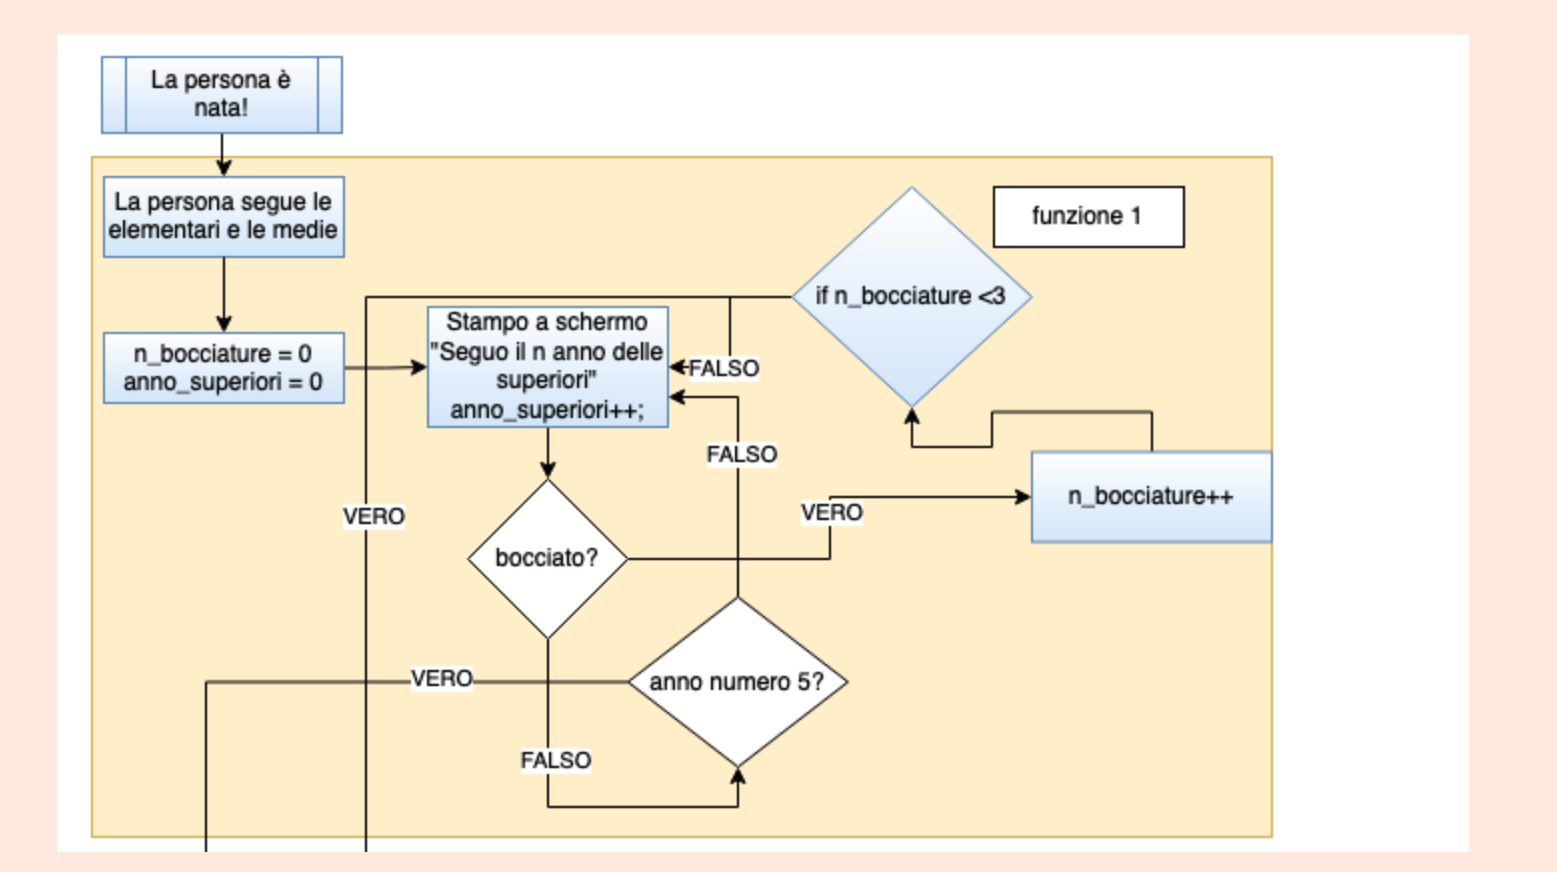 La persona è
nata!
La persona segue le
elementari e le medie
funzione 1
if n_bocciature <3
n_bocciature = 0
anno_superiori = 0
Stampo a schermo
"Seguo il n anno delle
superiori"
anno_superiori++;
FALSO
FALSO
VERO
VERO
n_bocciature++
bocciato?
VERO
anno numero 5?
FALSO